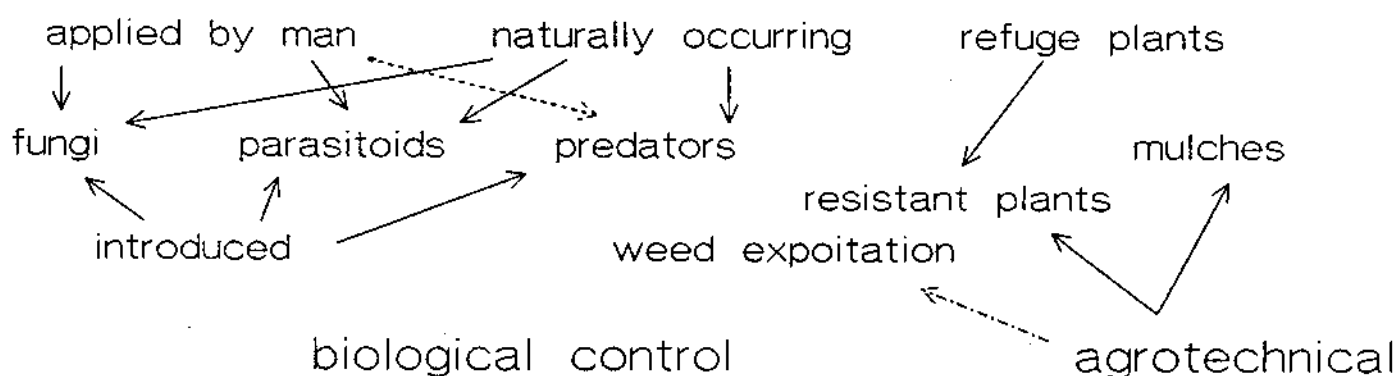 applied by man naturally occurring refuge plants
fungi parasitoids predators mulches
resistant plants
introduced weed expoitation
biological control agrotechnical